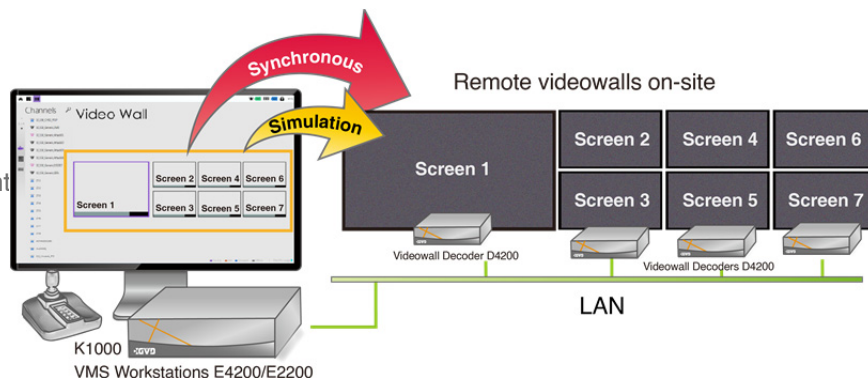 Synchronous
Simulation
Remote videowalls on-site
Channels
Video Wall
Screen 1
Screen 2
Screen 4
Screen 6
Screen 3
Screen 5
Screen 7
Screen 1
Screen 2
Screen 4
Screen 6
Screen 3
Screen 5
Screen 7
Videowall Decoder D4200
Videowall Decoders D4200
LAN
K1000
GVD
VMS Workstations E4200/E2200